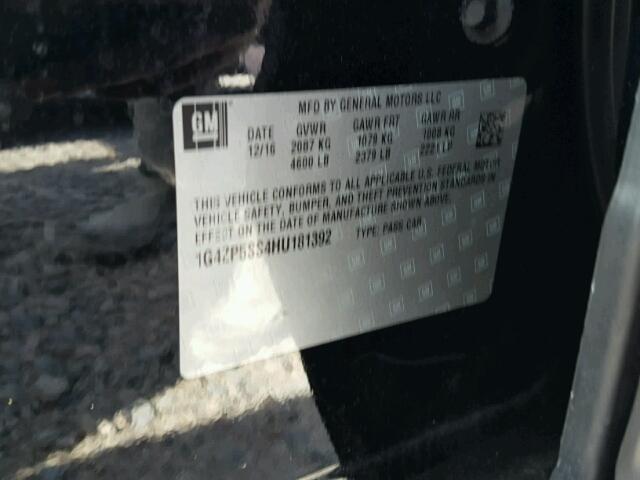 GM
MFD BY GENERAL MOTORS LLC
DATE GVWR GAWR FRT GAWR RR
12/16 2087 KG 1079 KG 1008 KG
4600 LB 2379 LB 2221 LB
THIS VEHICLE CONFORMS TO ALL APPLICABLE U.S. FEDERAL MOTOR
VEHICLE SAFETY, BUMPER, AND THEFT PREVENTION STANDARDS IN
EFFECT ON THE DATE OF MANUFACTURE SHOWN ABOVE.
1G4ZP5SS4HU181392 TYPE: PASS CAR